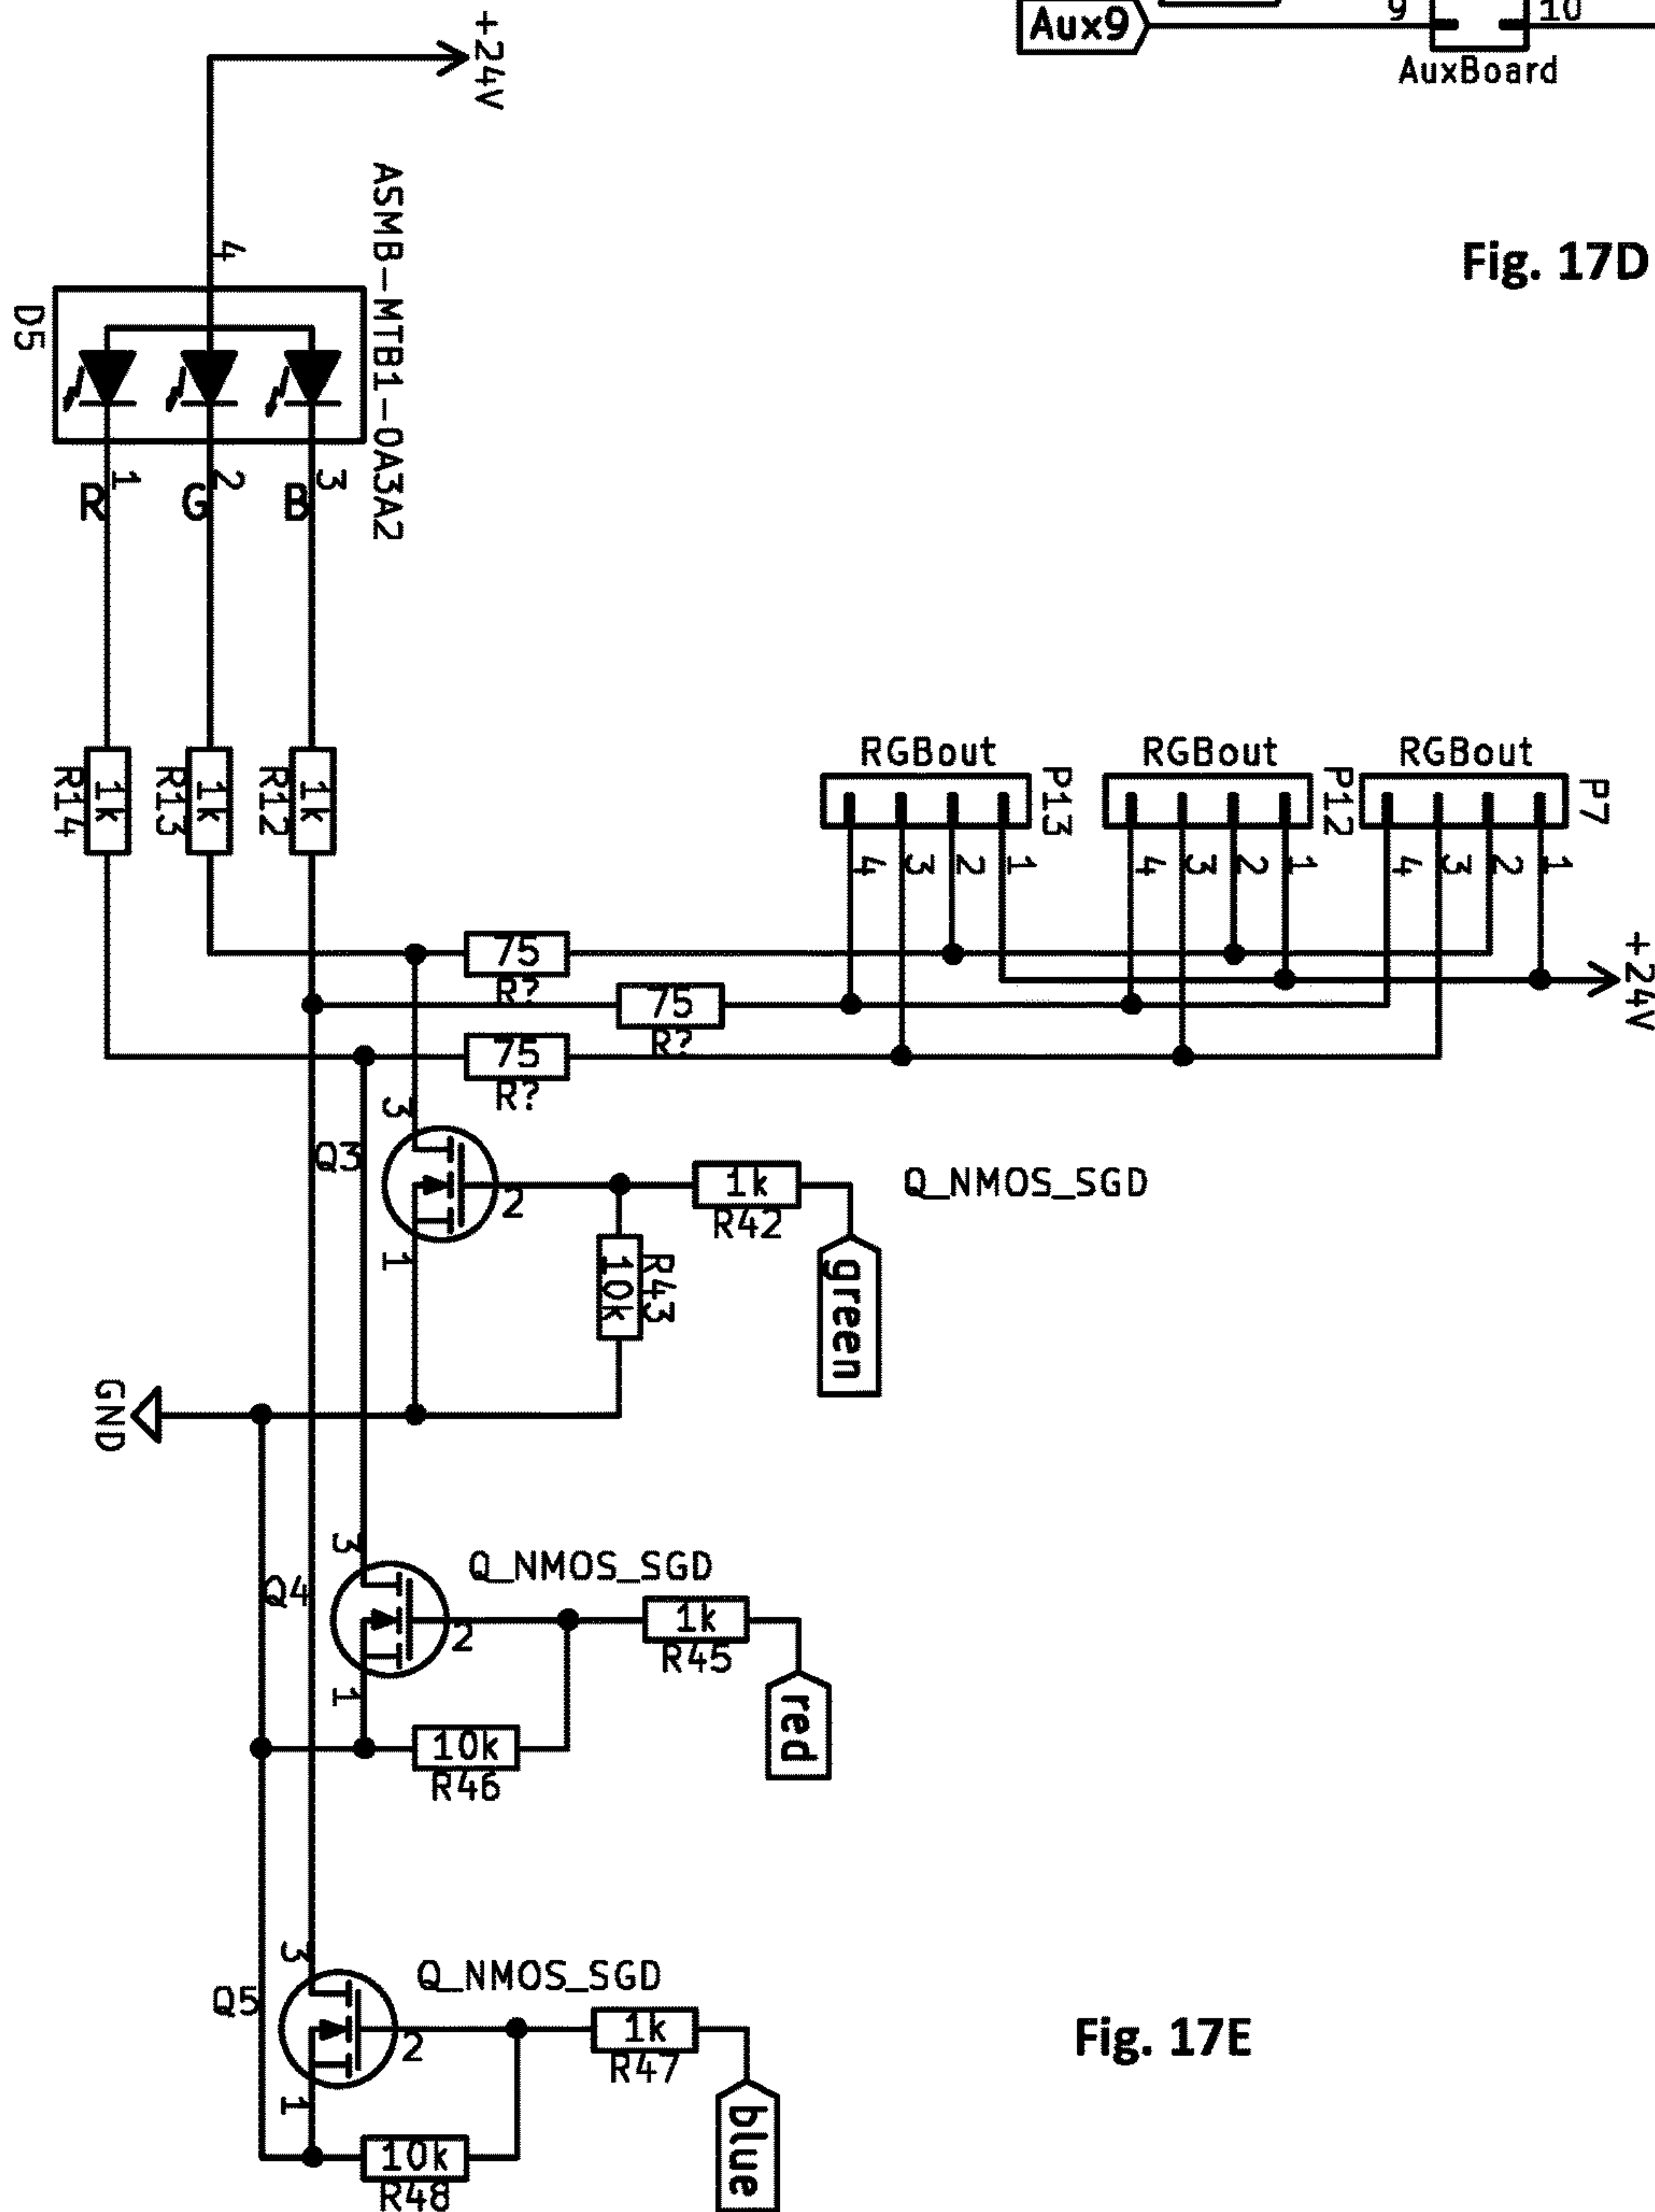 Aux9
9
10
AuxBoard
+24V
Fig. 17D
ASMB-MTB1-0A3A2
4
D5
1
2
3
R
G
B
R14
1k
R13
1k
R12
1k
RGBout
P13
RGBout
P12
RGBout
P7
4
3
2
1
4
3
2
1
4
3
2
1
+24V
75
R?
75
R?
75
R?
3
Q3
2
1
1k
R42
Q_NMOS_SGD
10k
R43
green
GND
3
Q4
2
1
Q_NMOS_SGD
1k
R45
red
10k
R46
3
Q5
2
1
Q_NMOS_SGD
1k
R47
blue
10k
R48
Fig. 17E